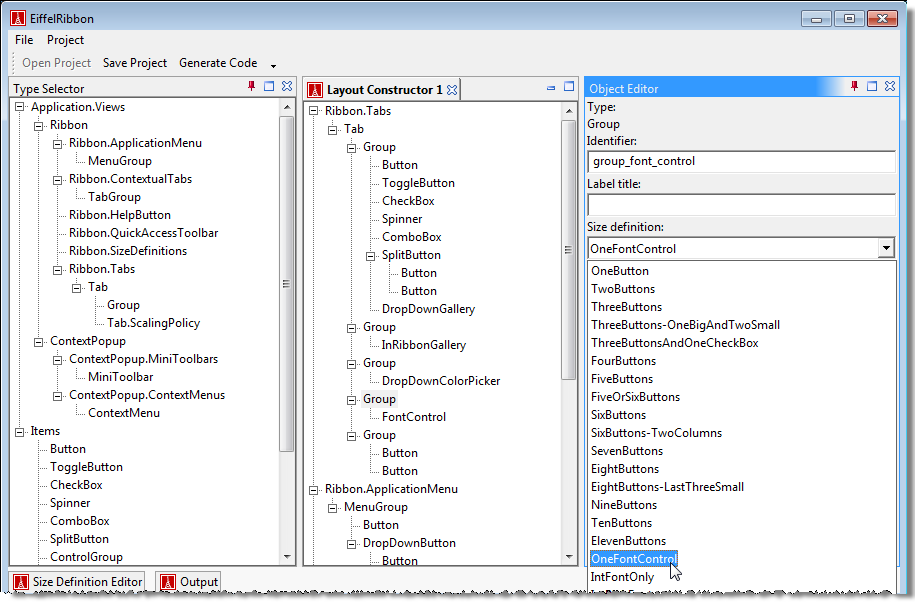 EiffelRibbon
File Project
Open Project Save Project Generate Code
Type Selector
Application.Views
Ribbon
Ribbon.ApplicationMenu
MenuGroup
Ribbon.ContextualTabs
TabGroup
Ribbon.HelpButton
Ribbon.QuickAccessToolbar
Ribbon.SizeDefinitions
Ribbon.Tabs
Tab
Group
Tab.ScalingPolicy
ContextPopup
ContextPopup.MiniToolbars
MiniToolbar
ContextPopup.ContextMenus
ContextMenu
Items
Button
ToggleButton
CheckBox
Spinner
ComboBox
SplitButton
ControlGroup
Layout Constructor 1
Ribbon.Tabs
Tab
Group
Button
ToggleButton
CheckBox
Spinner
ComboBox
SplitButton
Button
Button
DropDownGallery
Group
InRibbonGallery
Group
DropDownColorPicker
Group
FontControl
Group
Button
Button
Ribbon.ApplicationMenu
MenuGroup
Button
DropDownButton
Button
Object Editor
Type:
Group
Identifier:
group_font_control
Label title:
Size definition:
OneFontControl
OneButton
TwoButtons
ThreeButtons
ThreeButtons-OneBigAndTwoSmall
ThreeButtonsAndOneCheckBox
FourButtons
FiveButtons
FiveOrSixButtons
SixButtons
SixButtons-TwoColumns
SevenButtons
EightButtons
EightButtons-LastThreeSmall
NineButtons
TenButtons
ElevenButtons
OneFontControl
IntFontOnly
Size Definition Editor Output